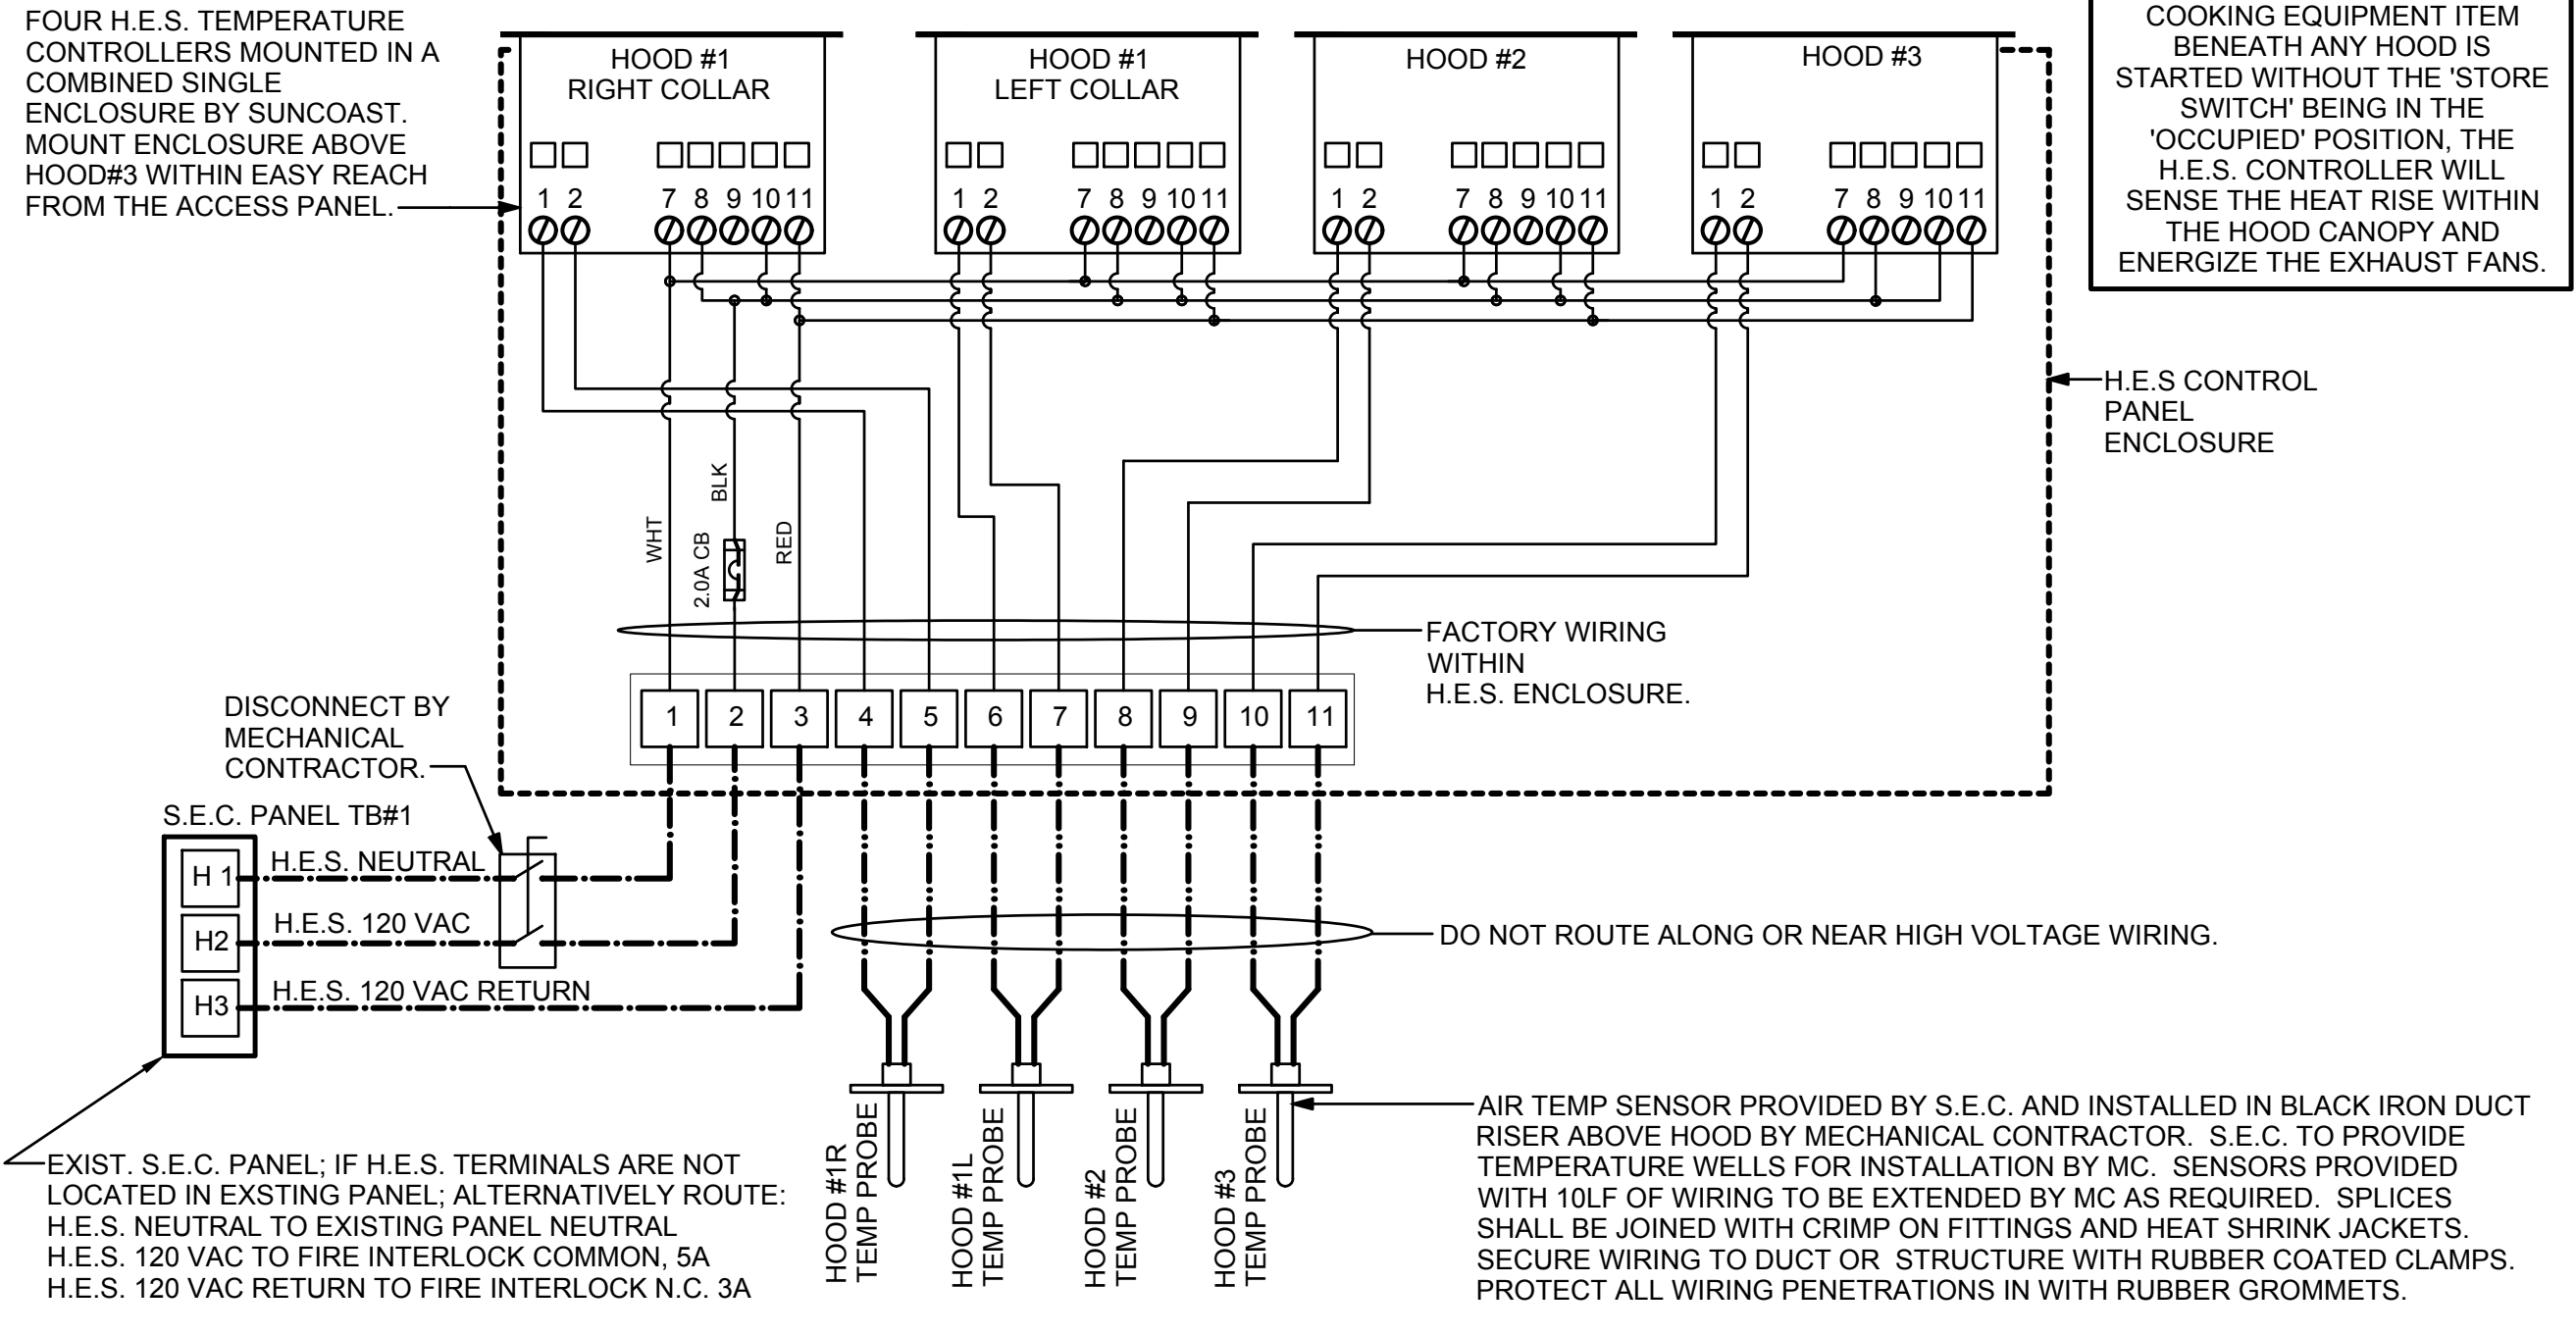 FOUR H.E.S. TEMPERATURE
CONTROLLERS MOUNTED IN A
COMBINED SINGLE
ENCLOSURE BY SUNCOAST.
MOUNT ENCLOSURE ABOVE
HOOD#3 WITHIN EASY REACH
FROM THE ACCESS PANEL.
HOOD #1
RIGHT COLLAR
1 2 7 8 9 10 11
HOOD #1
LEFT COLLAR
1 2 7 8 9 10 11
HOOD #2
1 2 7 8 9 10 11
HOOD #3
1 2 7 8 9 10 11
COOKING EQUIPMENT ITEM
BENEATH ANY HOOD IS
STARTED WITHOUT THE 'STORE
SWITCH' BEING IN THE
'OCCUPIED' POSITION, THE
H.E.S. CONTROLLER WILL
SENSE THE HEAT RISE WITHIN
THE HOOD CANOPY AND
ENERGIZE THE EXHAUST FANS.
H.E.S CONTROL
PANEL
ENCLOSURE
WHT
BLK
2.0A CB
RED
FACTORY WIRING
WITHIN
H.E.S. ENCLOSURE.
1 2 3 4 5 6 7 8 9 10 11
DISCONNECT BY
MECHANICAL
CONTRACTOR.
S.E.C. PANEL TB#1
H 1
H.E.S. NEUTRAL
H2
H.E.S. 120 VAC
H3
H.E.S. 120 VAC RETURN
DO NOT ROUTE ALONG OR NEAR HIGH VOLTAGE WIRING.
HOOD #1R
TEMP PROBE
HOOD #1L
TEMP PROBE
HOOD #2
TEMP PROBE
HOOD #3
TEMP PROBE
EXIST. S.E.C. PANEL; IF H.E.S. TERMINALS ARE NOT
LOCATED IN EXSTING PANEL; ALTERNATIVELY ROUTE:
H.E.S. NEUTRAL TO EXISTING PANEL NEUTRAL
H.E.S. 120 VAC TO FIRE INTERLOCK COMMON, 5A
H.E.S. 120 VAC RETURN TO FIRE INTERLOCK N.C. 3A
AIR TEMP SENSOR PROVIDED BY S.E.C. AND INSTALLED IN BLACK IRON DUCT
RISER ABOVE HOOD BY MECHANICAL CONTRACTOR. S.E.C. TO PROVIDE
TEMPERATURE WELLS FOR INSTALLATION BY MC. SENSORS PROVIDED
WITH 10LF OF WIRING TO BE EXTENDED BY MC AS REQUIRED. SPLICES
SHALL BE JOINED WITH CRIMP ON FITTINGS AND HEAT SHRINK JACKETS.
SECURE WIRING TO DUCT OR STRUCTURE WITH RUBBER COATED CLAMPS.
PROTECT ALL WIRING PENETRATIONS IN WITH RUBBER GROMMETS.